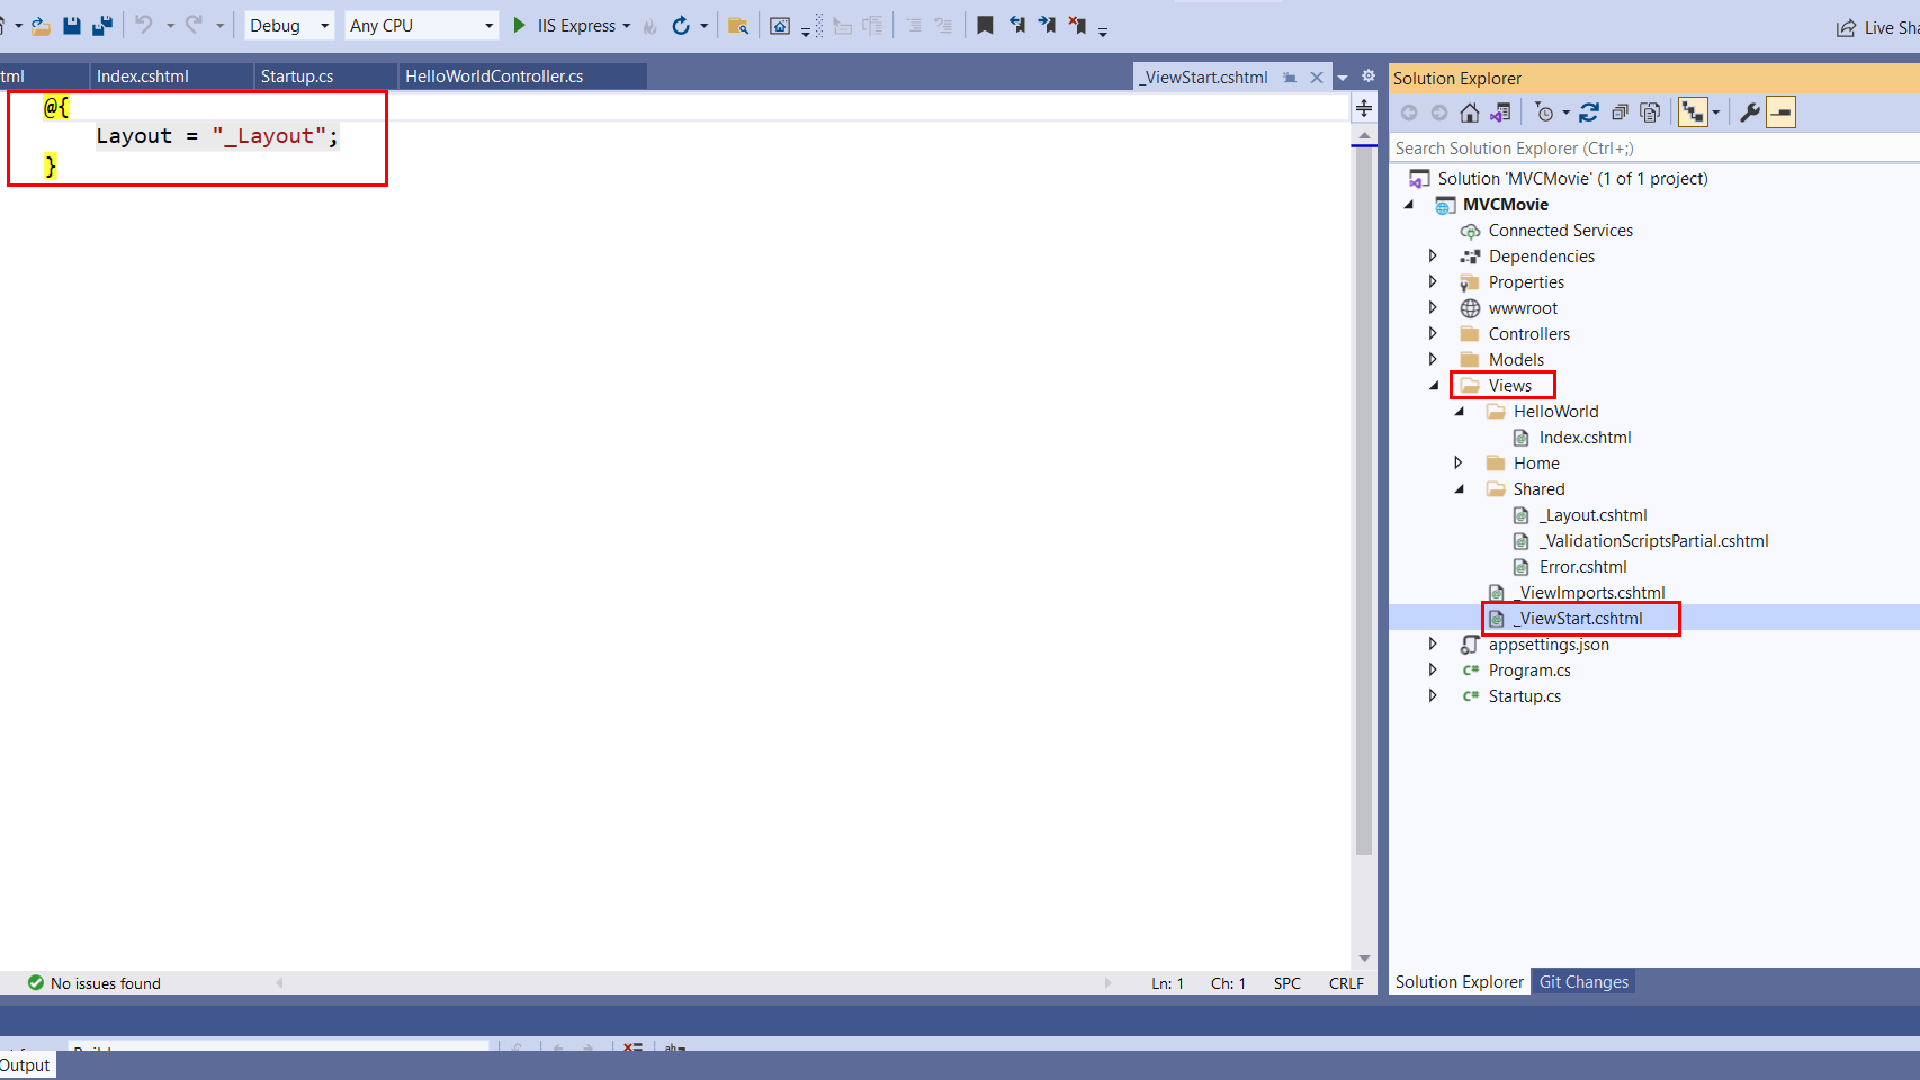 Debug
Any CPU
IIS Express
Live Sha
tml
Index.cshtml
Startup.cs
HelloWorldController.cs
_ViewStart.cshtml
@{
Layout = "_Layout";
}
Solution Explorer
Search Solution Explorer (Ctrl+;)
Solution 'MVCMovie' (1 of 1 project)
MVCMovie
Connected Services
Dependencies
Properties
wwwroot
Controllers
Models
Views
HelloWorld
Index.cshtml
Home
Shared
_Layout.cshtml
_ValidationScriptsPartial.cshtml
Error.cshtml
_ViewImports.cshtml
_ViewStart.cshtml
appsettings.json
C# Program.cs
C# Startup.cs
No issues found
Ln: 1
Ch: 1
SPC
CRLF
Solution Explorer
Git Changes
Output